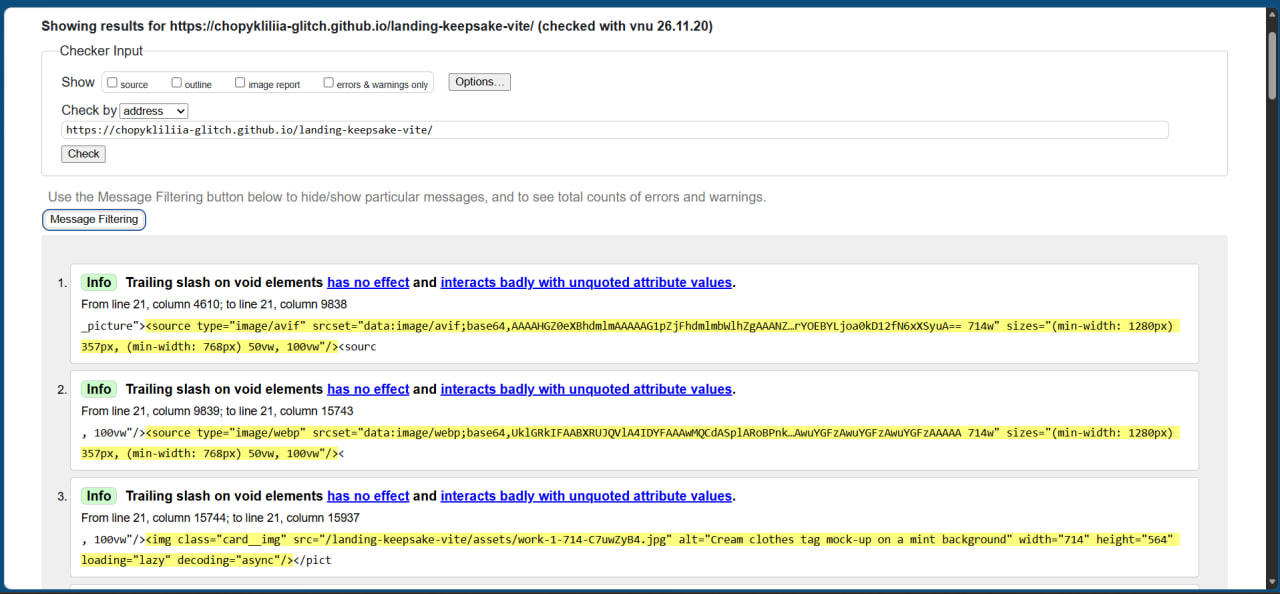 Showing results for https://chopykliliia-glitch.github.io/landing-keepsake-vite/ (checked with vnu 26.11.20)
Checker Input
Show source outline image report errors & warnings only Options...
Check by address
https://chopykliliia-glitch.github.io/landing-keepsake-vite/
Check
Use the Message Filtering button below to hide/show particular messages, and to see total counts of errors and warnings.
Message Filtering
1. Info Trailing slash on void elements has no effect and interacts badly with unquoted attribute values.
From line 21, column 4610; to line 21, column 9838
_picture"><source type="image/avif" srcset="data:image/avif;base64,AAAAHGZ0eXBhdmlmAAAAAG1pZjFhdmlmbWlhZgAAANZ…rYOEBYLjoa0kD12fN6xXSyuA== 714w" sizes="(min-width: 1280px)
357px, (min-width: 768px) 50vw, 100vw"/><sourc
2. Info Trailing slash on void elements has no effect and interacts badly with unquoted attribute values.
From line 21, column 9839; to line 21, column 15743
, 100vw"/><source type="image/webp" srcset="data:image/webp;base64,UklGRkIFAABXRUJQVlA4IDYFAAAwMQCdASplARoBPnk…AwuYGFzAwuYGFzAwuYGFzAAAAA 714w" sizes="(min-width: 1280px)
357px, (min-width: 768px) 50vw, 100vw"/><
3. Info Trailing slash on void elements has no effect and interacts badly with unquoted attribute values.
From line 21, column 15744; to line 21, column 15937
, 100vw"/><img class="card__img" src="/landing-keepsake-vite/assets/work-1-714-C7uwZyB4.jpg" alt="Cream clothes tag mock-up on a mint background" width="714" height="564"
loading="lazy" decoding="async"/></pict